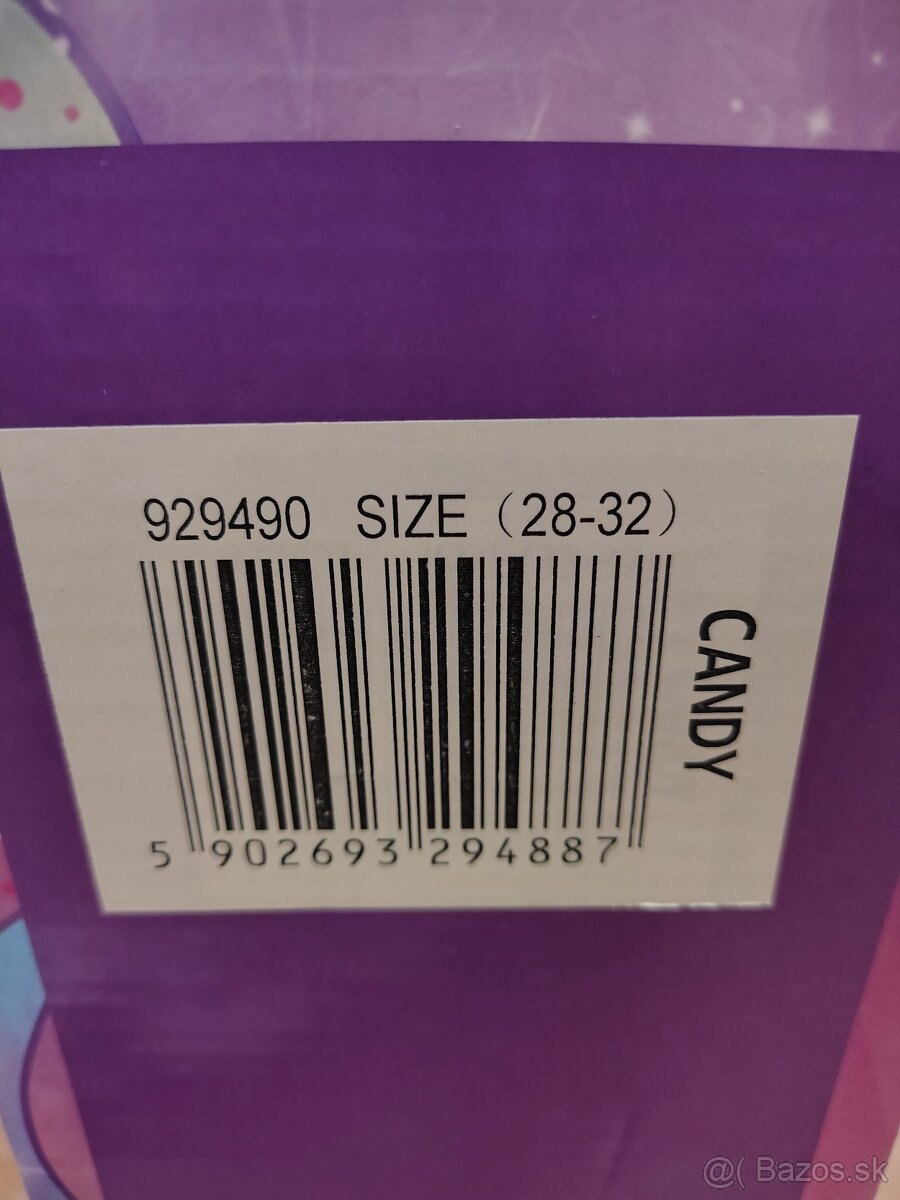 929490 SIZE（28-32）
CANDY
5 902693 294887
@( Bazos.sk